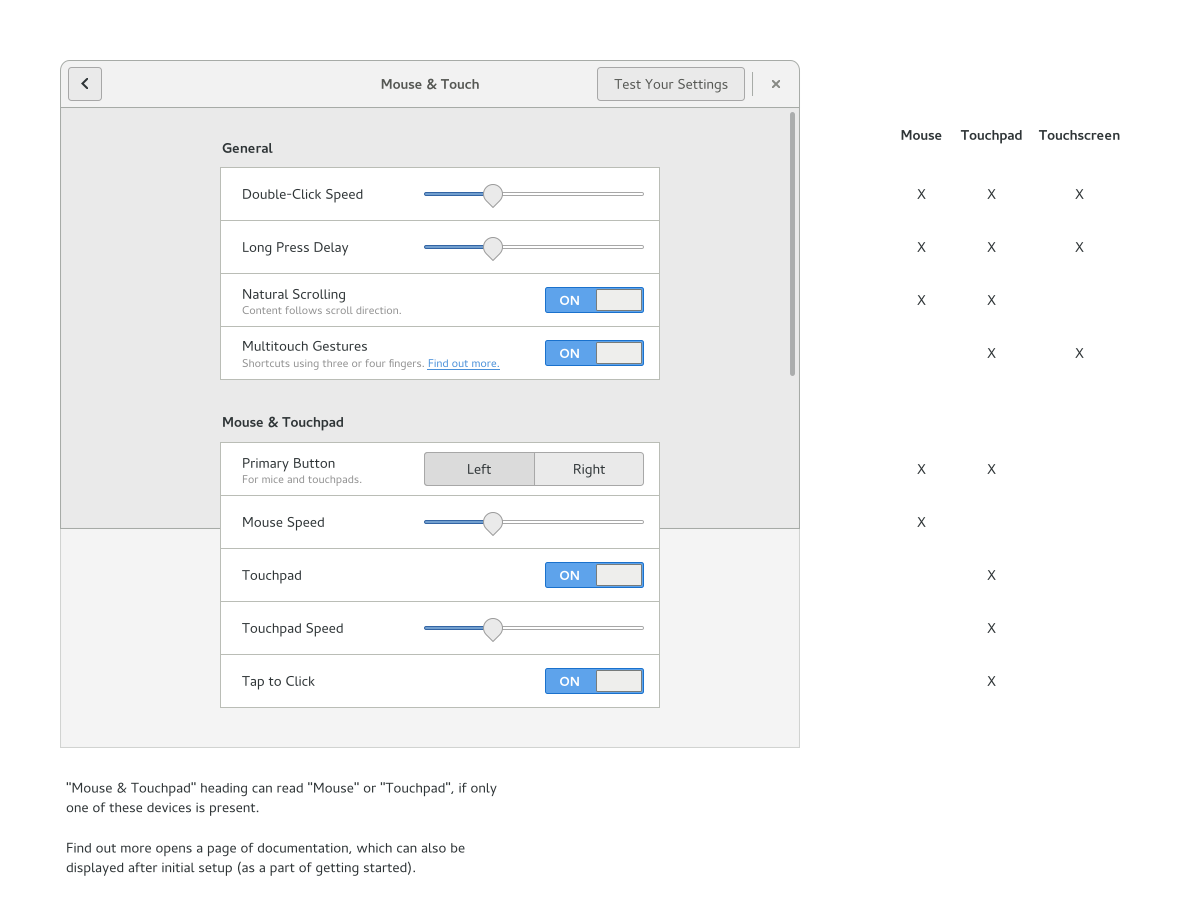 Mouse & Touch
Test Your Settings
Mouse Touchpad Touchscreen
General
Double-Click Speed X X X
Long Press Delay X X X
Natural Scrolling
Content follows scroll direction.
ON X X
Multitouch Gestures
Shortcuts using three or four fingers. Find out more.
ON X X
Mouse & Touchpad
Primary Button
For mice and touchpads.
Left Right X X
Mouse Speed X
Touchpad ON X
Touchpad Speed X
Tap to Click ON X
"Mouse & Touchpad" heading can read "Mouse" or "Touchpad", if only
one of these devices is present.
Find out more opens a page of documentation, which can also be
displayed after initial setup (as a part of getting started).